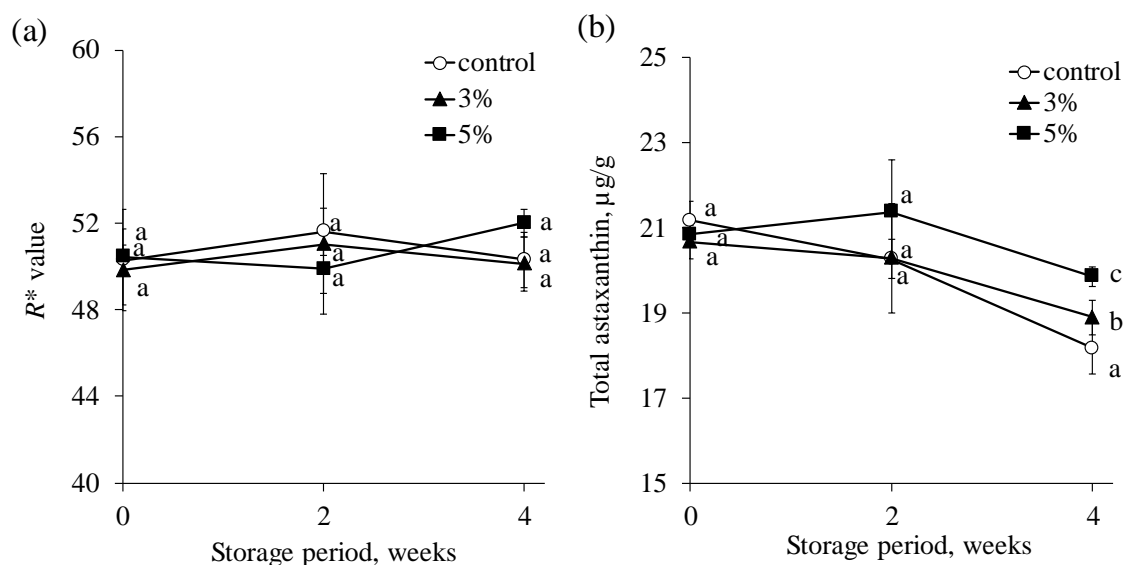 (a)
60
56
52
48
44
40
R* value
control
3%
5%
a
a
a
a
a
a
a
a
a
0
2
4
Storage period, weeks
(b)
25
23
21
19
17
15
Total astaxanthin, µg/g
control
3%
5%
a
a
a
a
a
a
c
b
a
0
2
4
Storage period, weeks